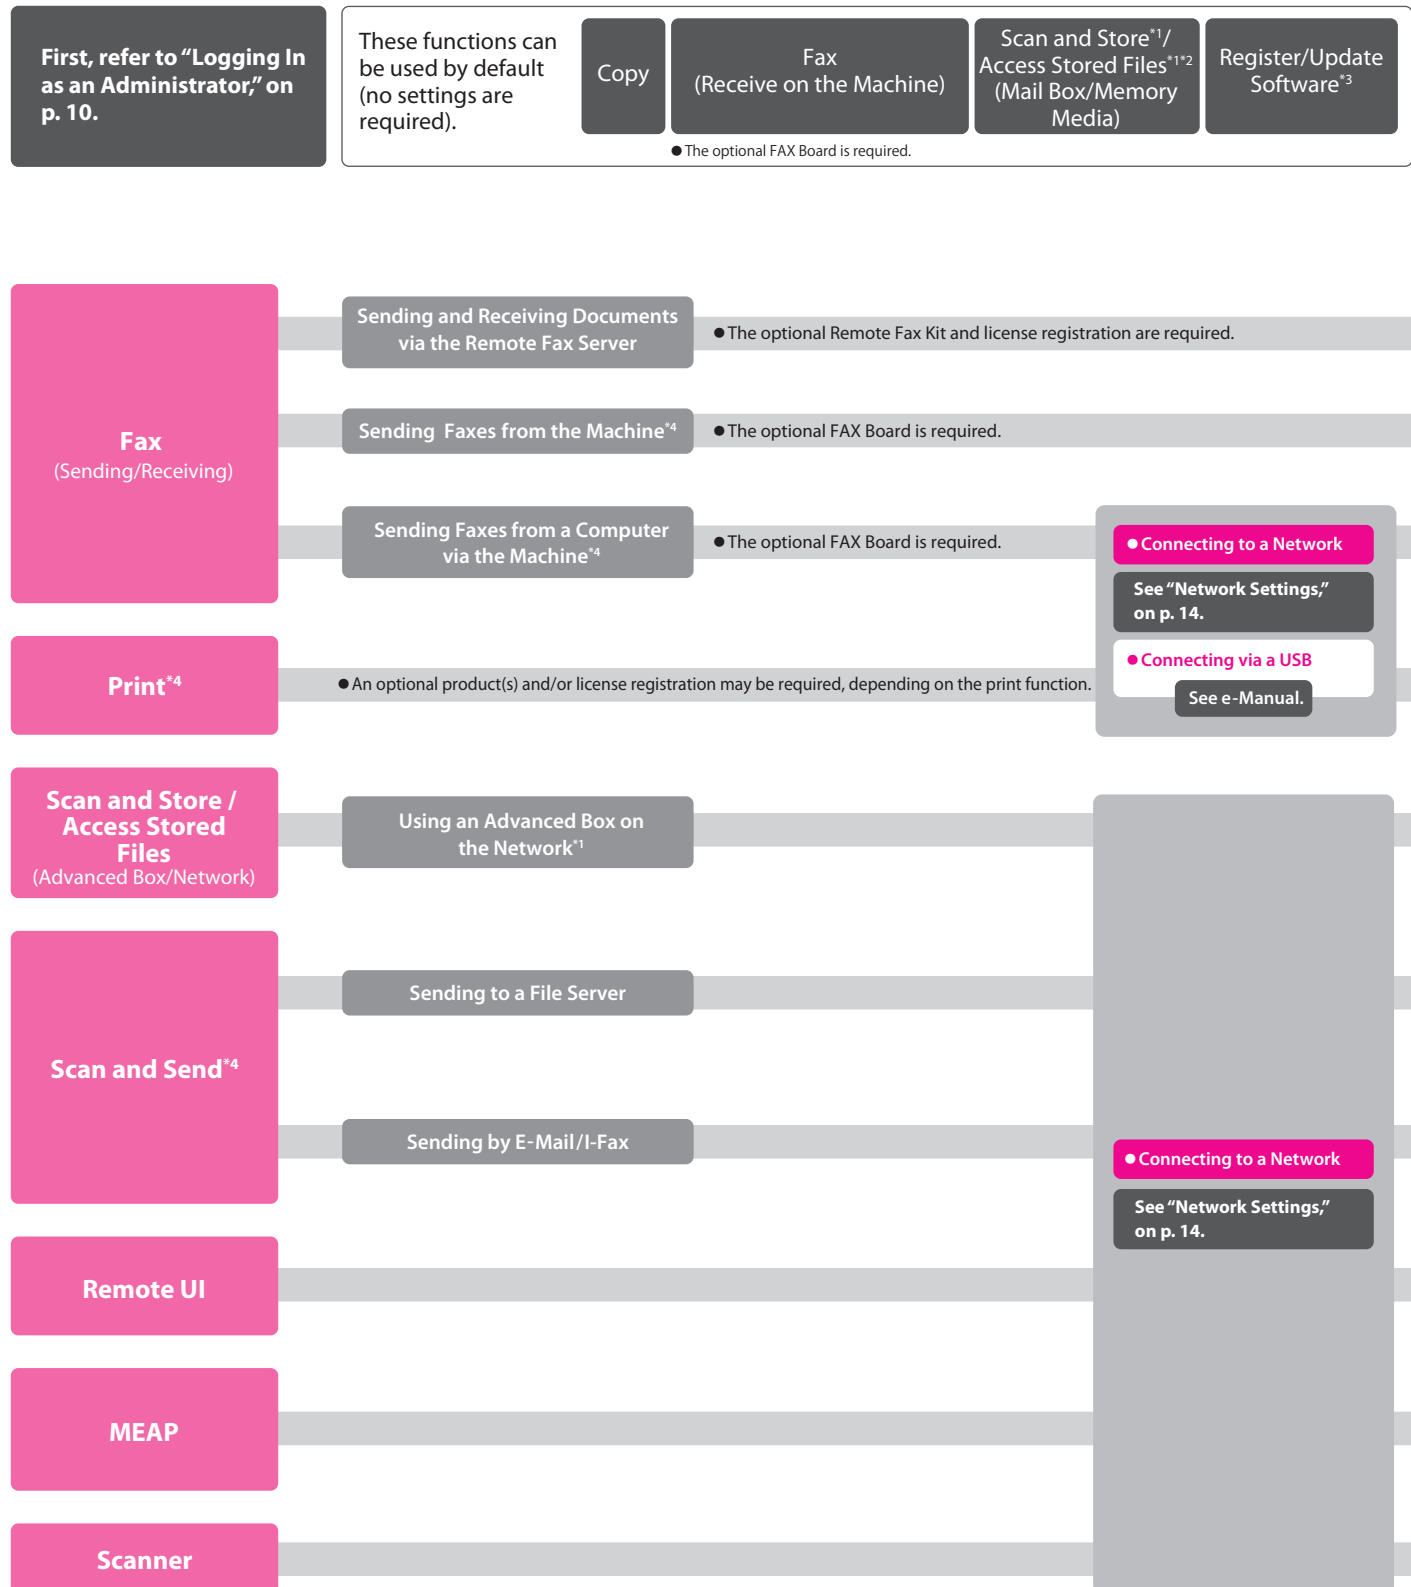 First, refer to “Logging In
as an Administrator,” on
p. 10.
These functions can
be used by default
(no settings are
required).
Copy
Fax
(Receive on the Machine)
Scan and Store*1/
Access Stored Files*1*2
(Mail Box/Memory
Media)
Register/Update
Software*3
● The optional FAX Board is required.
Fax
(Sending/Receiving)
Sending and Receiving Documents
via the Remote Fax Server
● The optional Remote Fax Kit and license registration are required.
Sending Faxes from the Machine*4
● The optional FAX Board is required.
Sending Faxes from a Computer
via the Machine*4
● The optional FAX Board is required.
● Connecting to a Network
See “Network Settings,”
on p. 14.
● Connecting via a USB
See e-Manual.
Print*4
● An optional product(s) and/or license registration may be required, depending on the print function.
Scan and Store /
Access Stored
Files
(Advanced Box/Network)
Using an Advanced Box on
the Network*1
Scan and Send*4
Sending to a File Server
Sending by E-Mail/I-Fax
● Connecting to a Network
See “Network Settings,”
on p. 14.
Remote UI
MEAP
Scanner